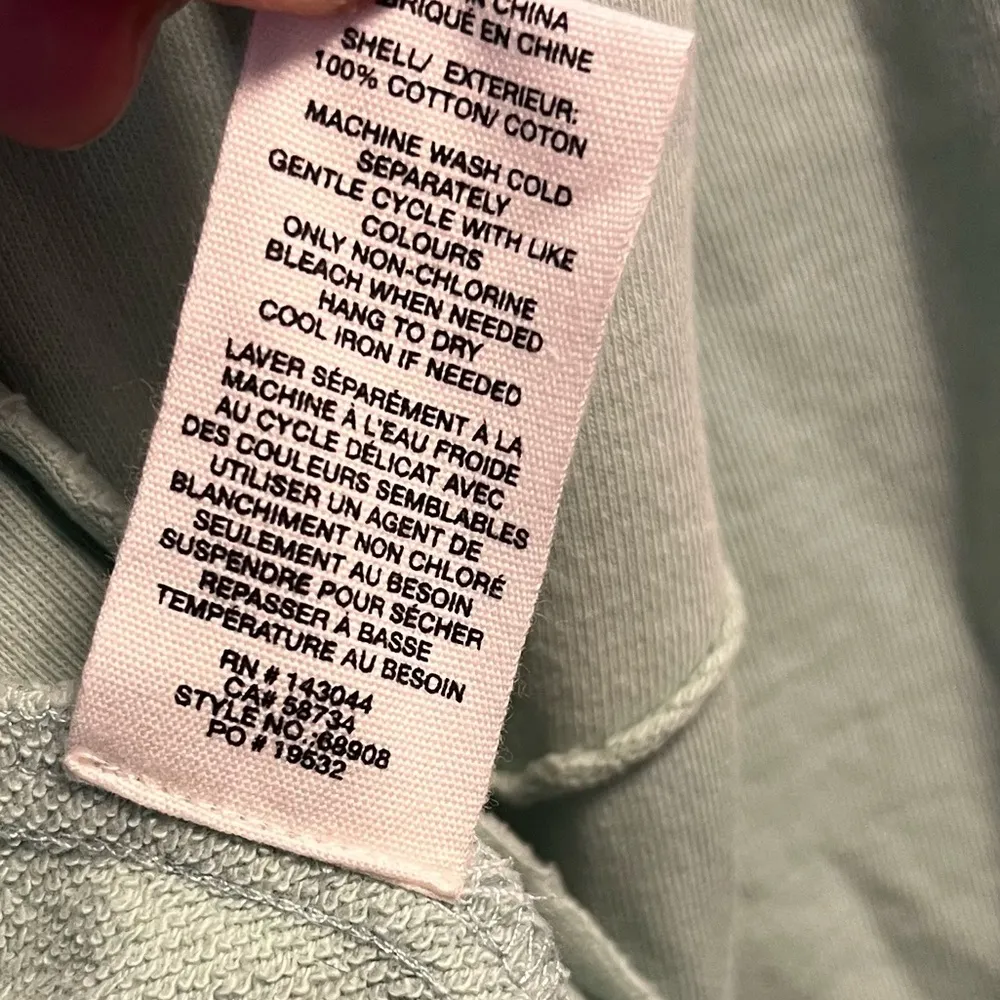 CHINA
BRIQUÉ EN CHINE
SHELL/ EXTERIEUR:
100% COTTON/ COTON
MACHINE WASH COLD
SEPARATELY
GENTLE CYCLE WITH LIKE
COLOURS
ONLY NON-CHLORINE
BLEACH WHEN NEEDED
HANG TO DRY
COOL IRON IF NEEDED
LAVER SÉPARÉMENT À LA
MACHINE À L'EAU FROIDE
AU CYCLE DÉLICAT AVEC
DES COULEURS SEMBLABLES
UTILISER UN AGENT DE
BLANCHIMENT NON CHLORÉ
SEULEMENT AU BESOIN
SUSPENDRE POUR SÉCHER
REPASSER À BASSE
TEMPÉRATURE AU BESOIN
RN # 143044
CA# 58734
STYLE NO.:68908
PO # 19532